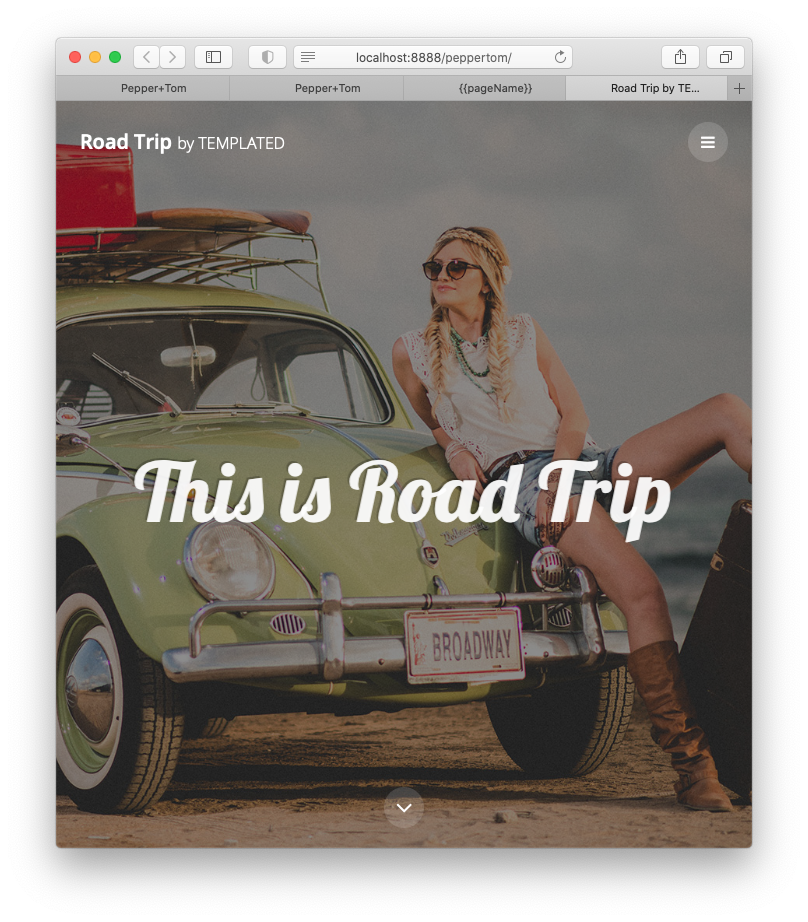 localhost:8888/peppertom/
Pepper+Tom
Pepper+Tom
{{pageName}}
Road Trip by TE...
Road Trip by TEMPLATED
This is Road Trip
BROADWAY